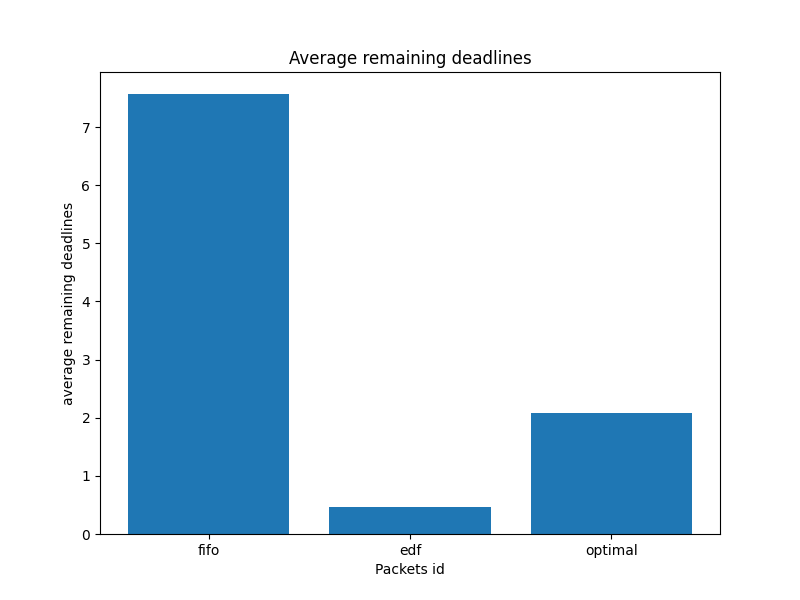 Average remaining deadlines
average remaining deadlines
7
6
5
4
3
2
1
0
fifo edf optimal
Packets id